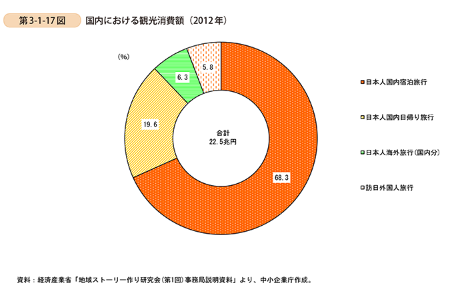 第3-1-17図 国内における観光消費額（2012年）
(%)
5.8
6.3
19.6
合計
22.5兆円
68.3
日本人国内宿泊旅行
日本人国内日帰り旅行
日本人海外旅行(国内分)
訪日外国人旅行
資料：経済産業省「地域ストーリー作り研究会(第1回)事務局説明資料」より、中小企業庁作成。